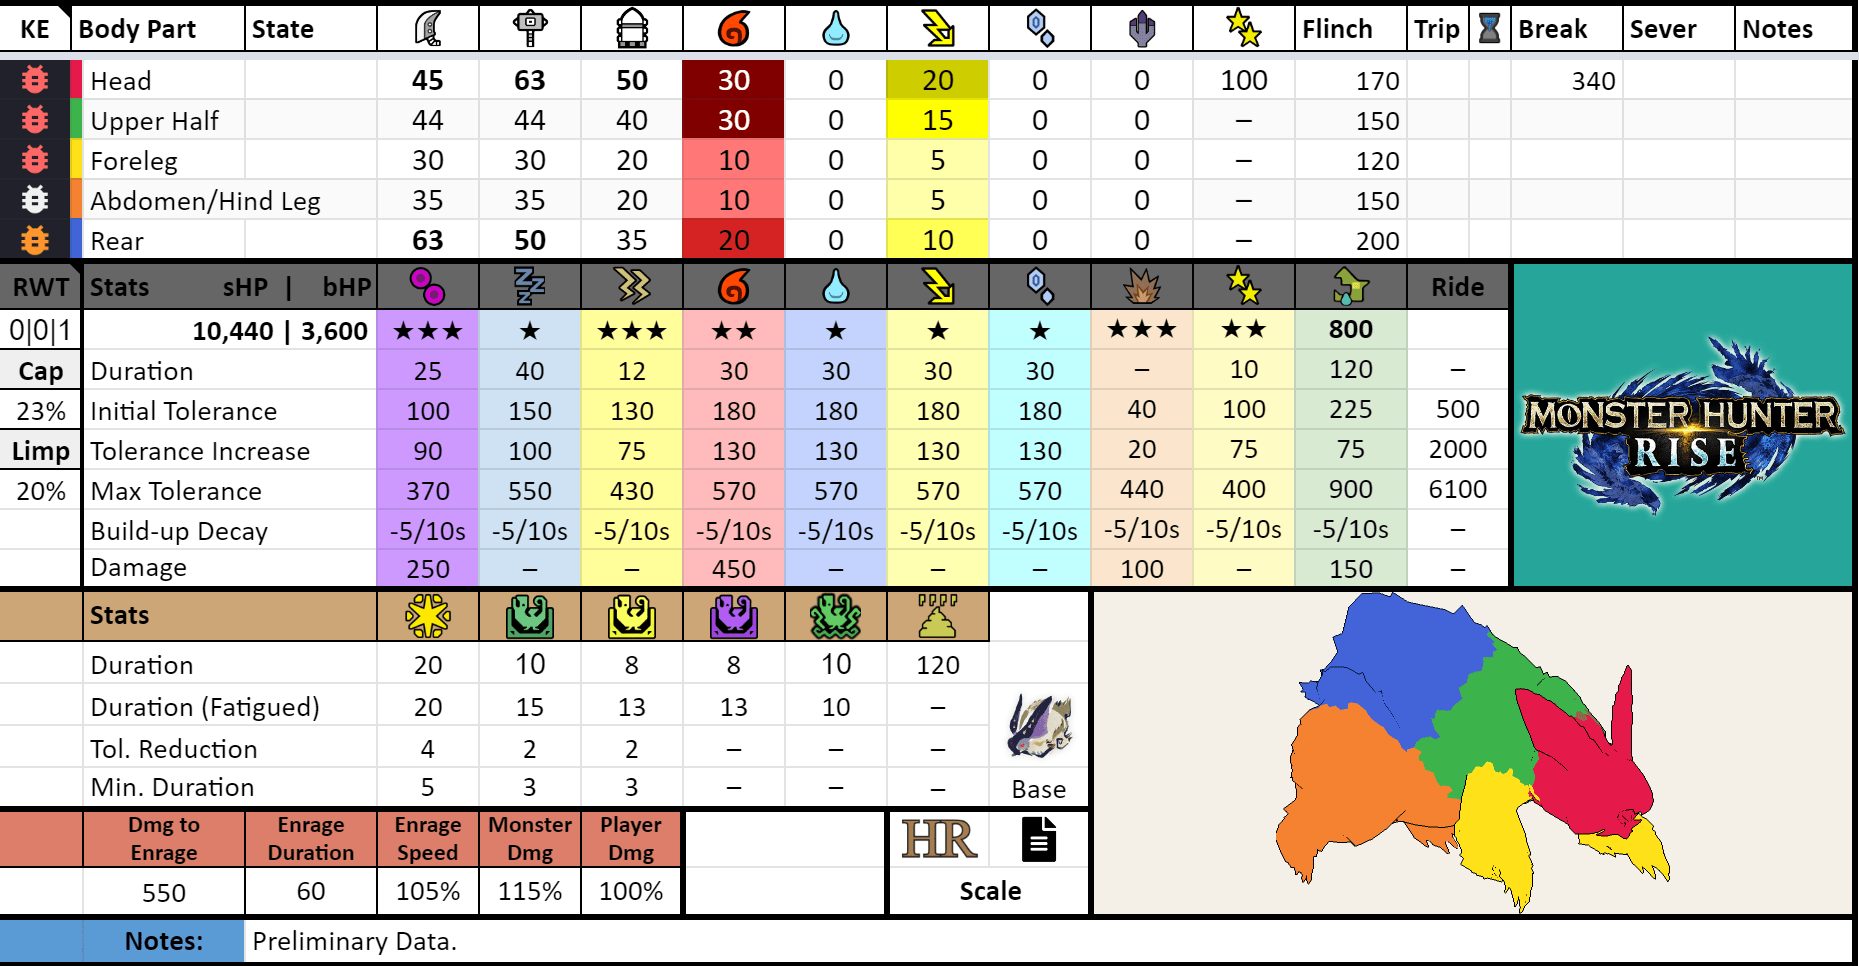 KE Body Part State Flinch Trip Break Sever Notes
Head 45 63 50 30 0 20 0 0 100 170 340
Upper Half 44 44 40 30 0 15 0 0 – 150
Foreleg 30 30 20 10 0 5 0 0 – 120
Abdomen/Hind Leg 35 35 20 10 0 5 0 0 – 150
Rear 63 50 35 20 0 10 0 0 – 200
RWT Stats sHP | bHP Ride
0|0|1 10,440 | 3,600 ★★★ ★ ★★★ ★★ ★ ★ ★ ★★★ ★★ 800
Cap Duration 25 40 12 30 30 30 30 – 10 120 –
23% Initial Tolerance 100 150 130 180 180 180 180 40 100 225 500
Limp Tolerance Increase 90 100 75 130 130 130 130 20 75 75 2000
20% Max Tolerance 370 550 430 570 570 570 570 440 400 900 6100
Build-up Decay -5/10s -5/10s -5/10s -5/10s -5/10s -5/10s -5/10s -5/10s -5/10s -5/10s –
Damage 250 – – 450 – – – 100 – 150 –
MONSTER HUNTER
RISE
Stats
Duration 20 10 8 8 10 120
Duration (Fatigued) 20 15 13 13 10 –
Tol. Reduction 4 2 2 – – –
Min. Duration 5 3 3 – – – Base
Dmg to Enrage Enrage Monster Player HR
Enrage Duration Speed Dmg Dmg
550 60 105% 115% 100% Scale
Notes: Preliminary Data.